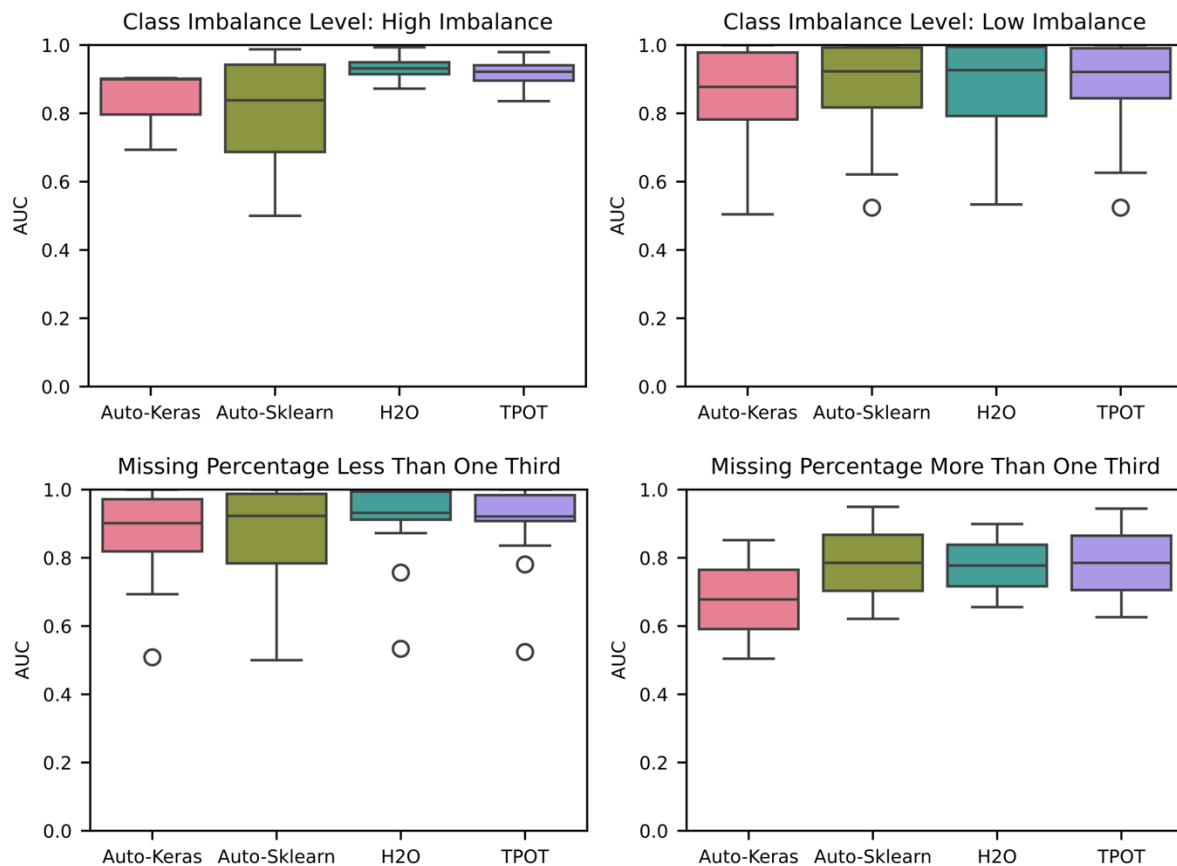 Class Imbalance Level: High Imbalance
1.0
0.8
0.6
0.4
0.2
0.0
AUC
Auto-Keras
Auto-Sklearn
H2O
TPOT
Class Imbalance Level: Low Imbalance
1.0
0.8
0.6
0.4
0.2
0.0
AUC
Auto-Keras
Auto-Sklearn
H2O
TPOT
Missing Percentage Less Than One Third
1.0
0.8
0.6
0.4
0.2
0.0
AUC
Auto-Keras
Auto-Sklearn
H2O
TPOT
Missing Percentage More Than One Third
1.0
0.8
0.6
0.4
0.2
0.0
AUC
Auto-Keras
Auto-Sklearn
H2O
TPOT